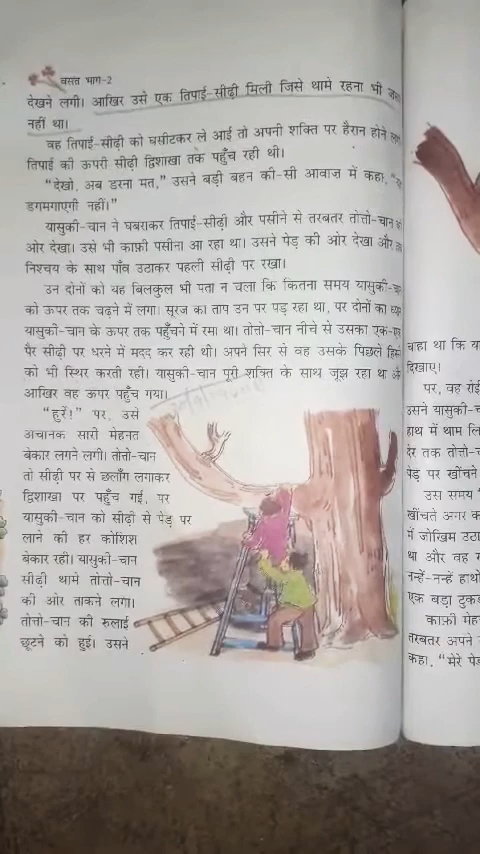 वसंत भाग-2
देखने लगी। आखिर उसे एक तिपाई-सीढ़ी मिली जिसे थामे रहना भी
नहीं था।
वह तिपाई-सीढ़ी को घसीटकर ले आई तो अपनी शक्ति पर हैरान होने
तिपाई की ऊपरी सीढ़ी द्विशाखा तक पहुँच रही थी।
“देखो, अब डरना मत,” उसने बड़ी बहन की-सी आवाज़ में कहा,
डगमगाएगी नहीं।”
यासुकी-चान ने घबराकर तिपाई-सीढ़ी और पसीने से तरबतर तोत्तो-चान
ओर देखा। उसे भी काफ़ी पसीना आ रहा था। उसने पेड़ की ओर देखा और
निश्चय के साथ पाँव उठाकर पहली सीढ़ी पर रखा।
उन दोनों को यह बिलकुल भी पता न चला कि कितना समय यासुकी-
को ऊपर तक चढ़ने में लगा। सूरज का ताप उन पर पड़ रहा था, पर दोनों का
यासुकी-चान के ऊपर तक पहुँचने में रमा था। तोत्तो-चान नीचे से उसका एक-
पैर सीढ़ी पर धरने में मदद कर रही थी। अपने सिर से वह उसके पिछले
को भी स्थिर करती रही। यासुकी-चान पूरी शक्ति के साथ जूझ रहा था
आखिर वह ऊपर पहुँच गया।
“हुर्रे!” पर, उसे
अचानक सारी मेहनत
बेकार लगने लगी। तोत्तो-चान
तो सीढ़ी पर से छलाँग लगाकर
द्विशाखा पर पहुँच गई, पर
यासुकी-चान को सीढ़ी से पेड़ पर
लाने की हर कोशिश
बेकार रही। यासुकी-चान
सीढ़ी थामे तोत्तो-चान
की ओर ताकने लगा।
तोत्तो-चान की रुलाई
छूटने को हुई। उसने
चाहा था कि
दिखाए।
पर, वह
उसने यासुकी-
हाथ में थाम
देर तक तोत्तो-
पेड़ पर खींचने
उस समय
खींचते अगर
में जोखिम
था और वह
नन्हें-नन्हें
एक बड़ा
काफ़ी
तरबतर अपने
कहा, “मेरे